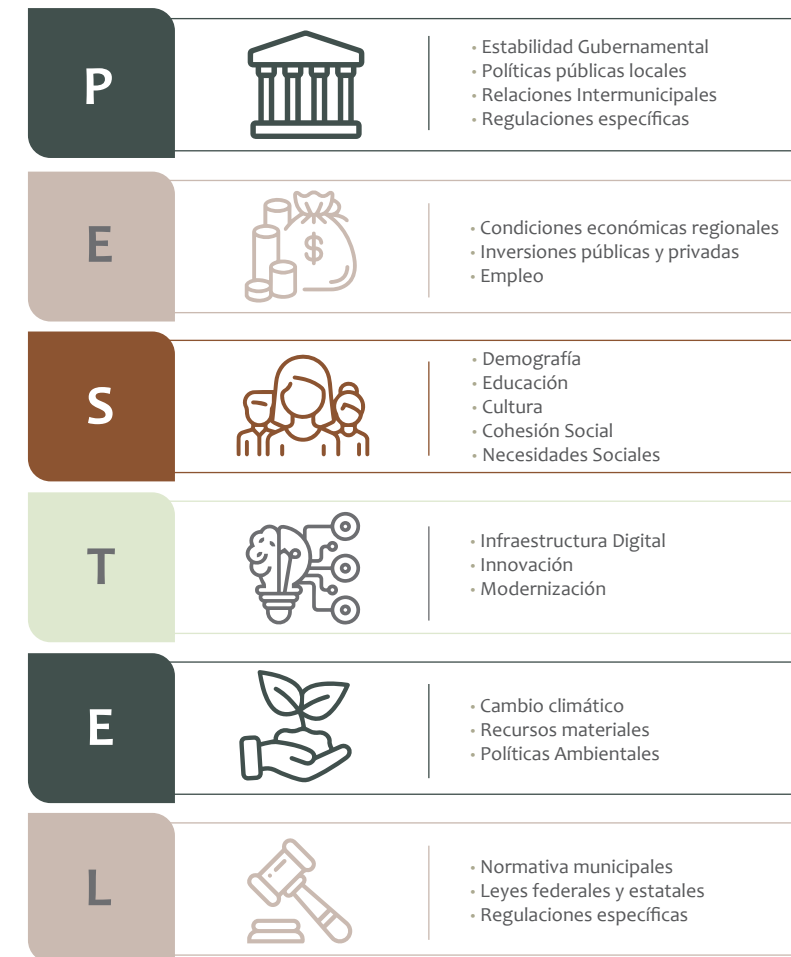 P
• Estabilidad Gubernamental
• Políticas públicas locales
• Relaciones Intermunicipales
• Regulaciones específicas
E
$
• Condiciones económicas regionales
• Inversiones públicas y privadas
• Empleo
S
• Demografía
• Educación
• Cultura
• Cohesión Social
• Necesidades Sociales
T
• Infraestructura Digital
• Innovación
• Modernización
E
• Cambio climático
• Recursos materiales
• Políticas Ambientales
L
• Normativa municipales
• Leyes federales y estatales
• Regulaciones específicas